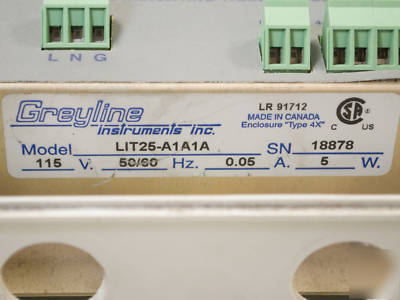 L N G
Greyline
Instruments Inc.
LR 91712
MADE IN CANADA
Enclosure "Type 4X"
C US
Model LIT25-A1A1A SN 18878
115 V. 50/60 Hz. 0.05 A. 5 W.